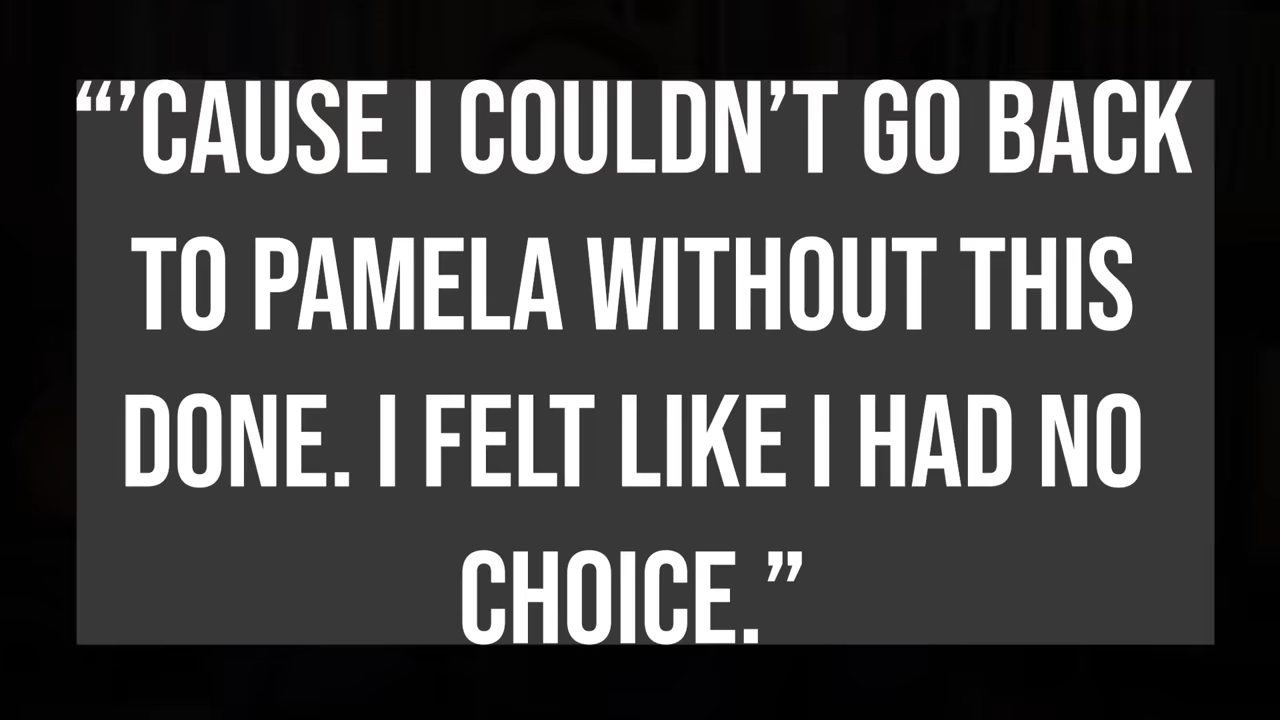 “’CAUSE I COULDN’T GO BACK
TO PAMELA WITHOUT THIS
DONE. I FELT LIKE I HAD NO
CHOICE.”